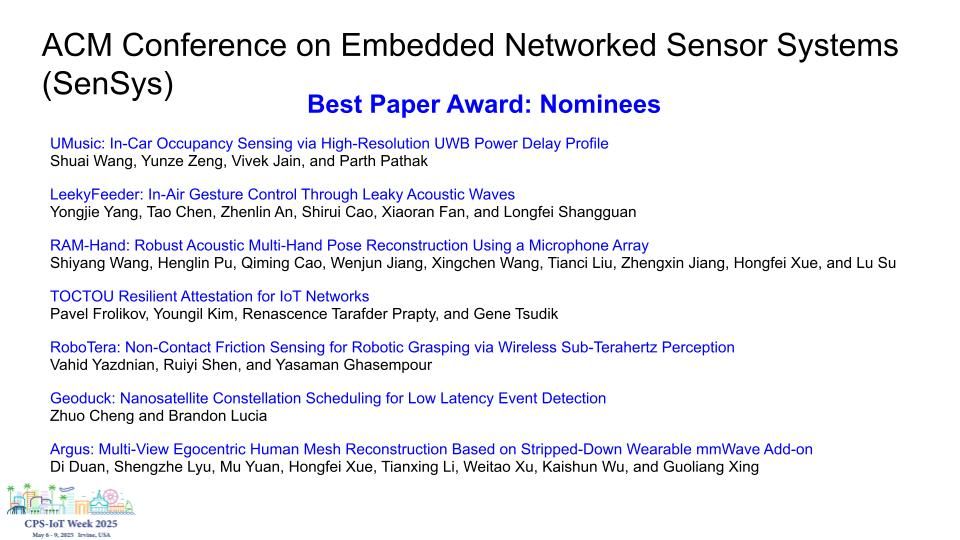 ACM Conference on Embedded Networked Sensor Systems
(SenSys)
Best Paper Award: Nominees
UMusic: In-Car Occupancy Sensing via High-Resolution UWB Power Delay Profile
Shuai Wang, Yunze Zeng, Vivek Jain, and Parth Pathak
LeekyFeeder: In-Air Gesture Control Through Leaky Acoustic Waves
Yongjie Yang, Tao Chen, Zhenlin An, Shirui Cao, Xiaoran Fan, and Longfei Shangguan
RAM-Hand: Robust Acoustic Multi-Hand Pose Reconstruction Using a Microphone Array
Shiyang Wang, Henglin Pu, Qiming Cao, Wenjun Jiang, Xingchen Wang, Tianci Liu, Zhengxin Jiang, Hongfei Xue, and Lu Su
TOCTOU Resilient Attestation for IoT Networks
Pavel Frolikov, Youngil Kim, Renascence Tarafder Prapty, and Gene Tsudik
RoboTera: Non-Contact Friction Sensing for Robotic Grasping via Wireless Sub-Terahertz Perception
Vahid Yazdnian, Ruiyi Shen, and Yasaman Ghasempour
Geoduck: Nanosatellite Constellation Scheduling for Low Latency Event Detection
Zhuo Cheng and Brandon Lucia
Argus: Multi-View Egocentric Human Mesh Reconstruction Based on Stripped-Down Wearable mmWave Add-on
Di Duan, Shengzhe Lyu, Mu Yuan, Hongfei Xue, Tianxing Li, Weitao Xu, Kaishun Wu, and Guoliang Xing
CPS-IoT Week 2025
May 6 - 9, 2025 Irvine, USA